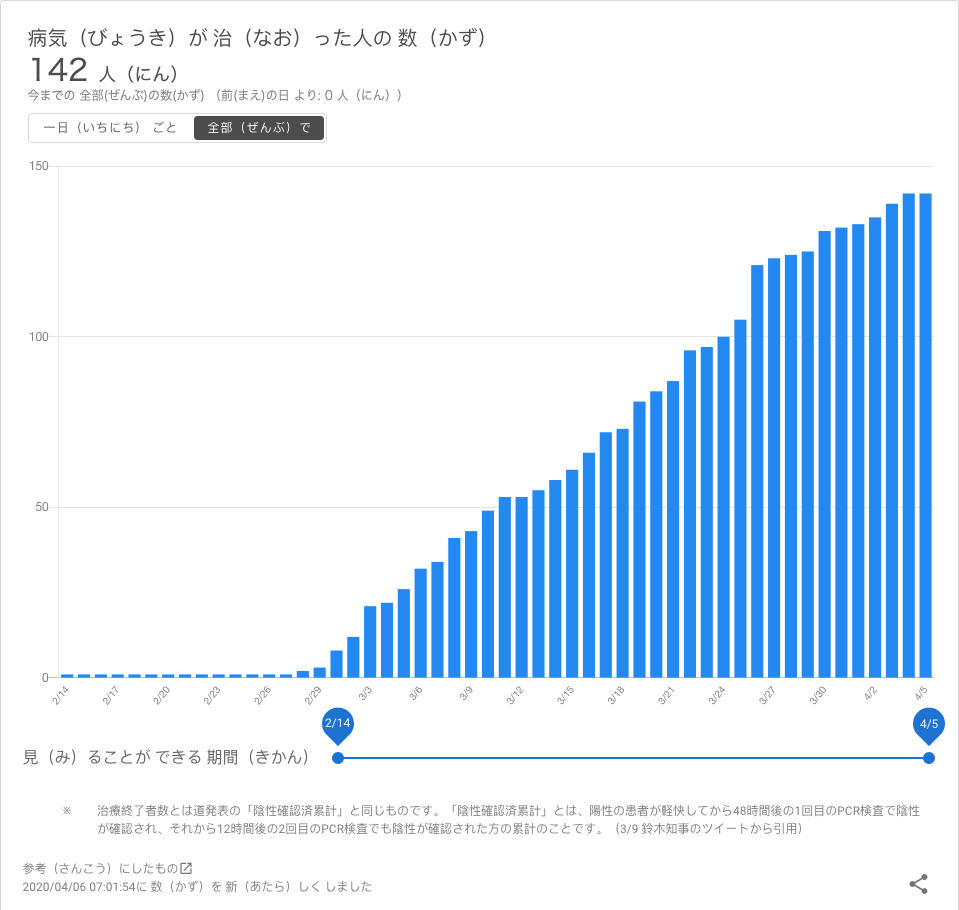 病気（びょうき）が 治（なお）った人の 数（かず）
142 人（にん）
今までの 全部(ぜんぶ)の数(かず) （前(まえ)の日 より: 0 人（にん））
一日（いちにち） ごと 全部（ぜんぶ）で
150
100
50
0
2/14 2/17 2/20 2/23 2/26 2/29 3/3 3/6 3/9 3/12 3/15 3/18 3/21 3/24 3/27 3/30 4/2 4/5
2/14 4/5
見（み）ることが できる 期間（きかん）
※ 治療終了者数とは道発表の「陰性確認済累計」と同じものです。「陰性確認済累計」とは、陽性の患者が軽快してから48時間後の1回目のPCR検査で陰性
が確認され、それから12時間後の2回目のPCR検査でも陰性が確認された方の累計のことです。（3/9 鈴木知事のツイートから引用）
参考（さんこう）にしたもの
2020/04/06 07:01:54に 数（かず）を 新（あたら）しく しました